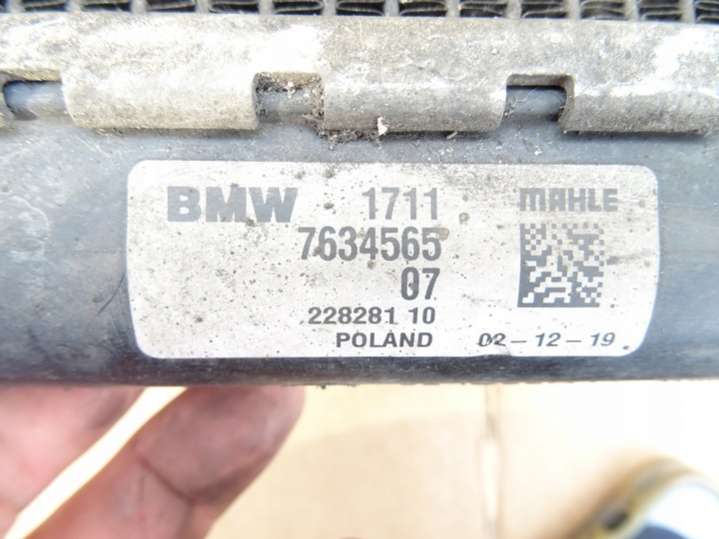 BMW 1711 MAHLE
7634565
07
228281 10
POLAND 02-12-19